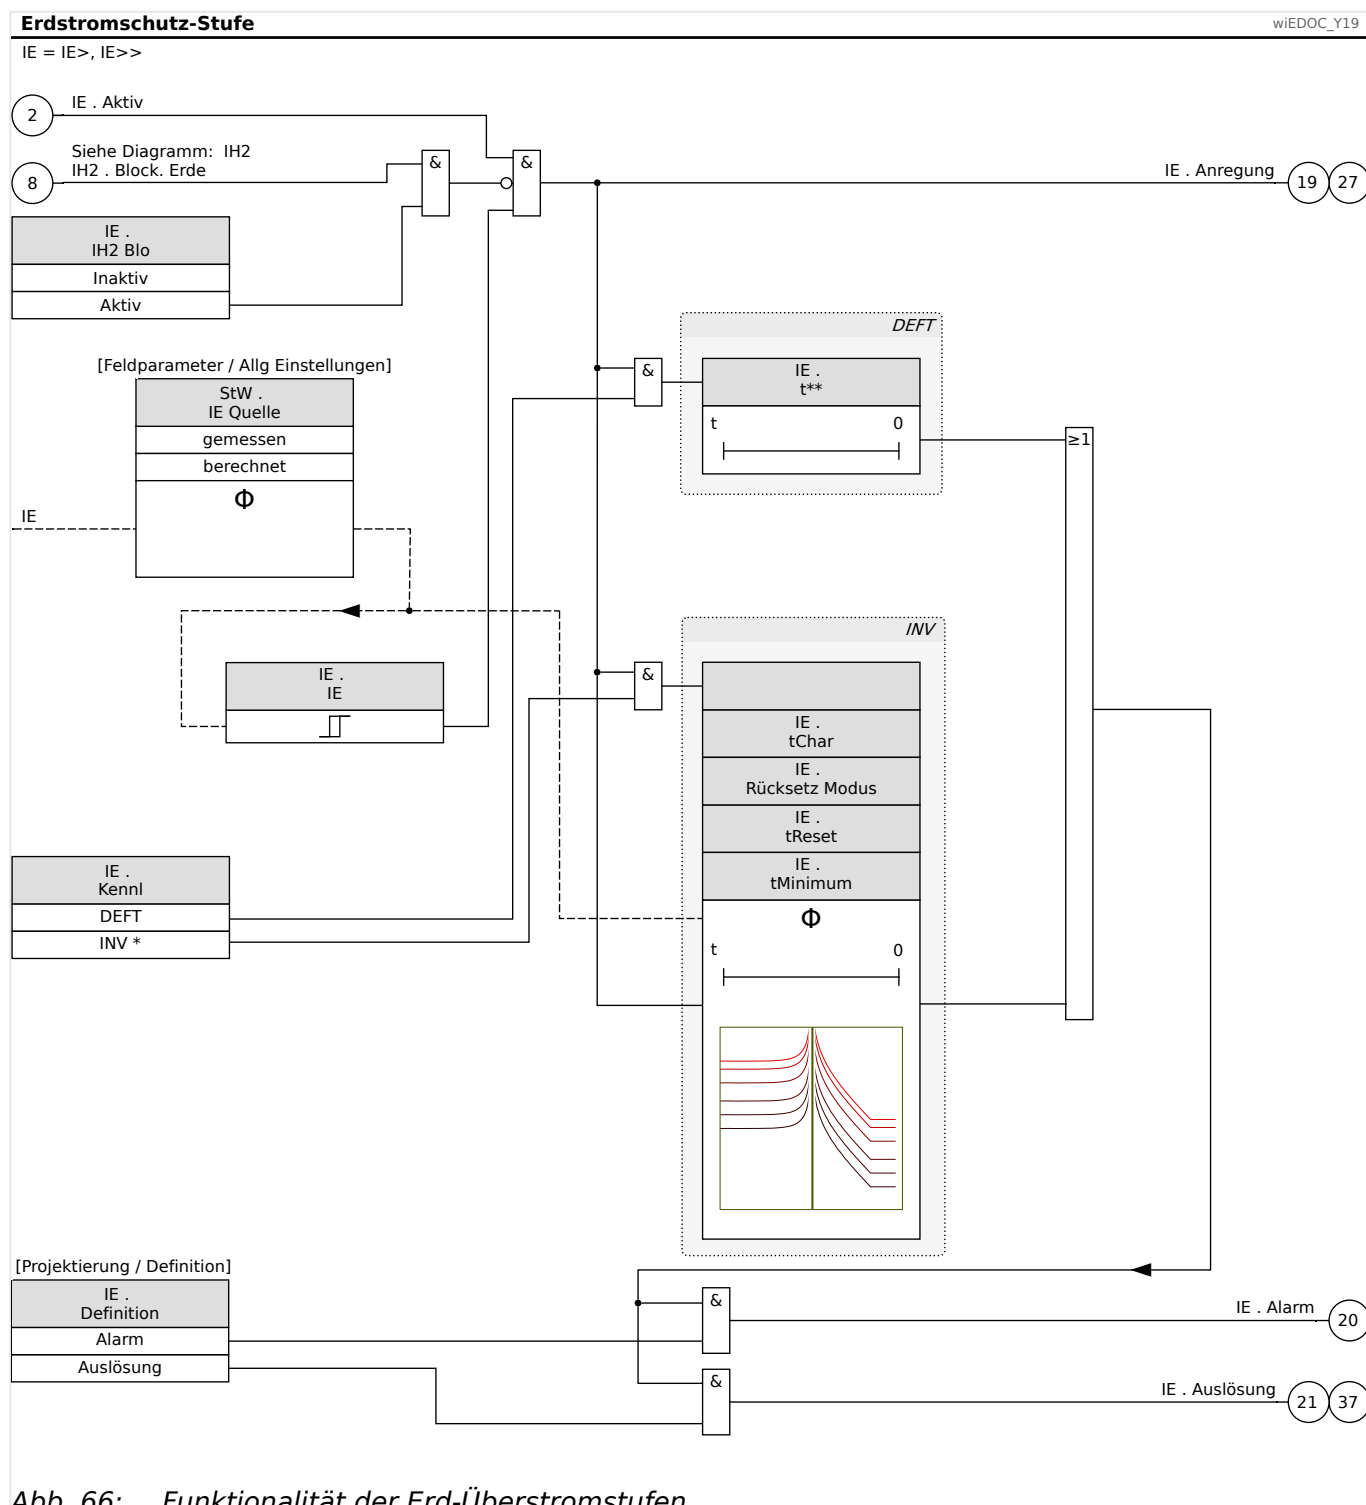 Erdstromschutz-Stufe
wiEDOC_Y19
IE = IE>, IE>>
2
IE . Aktiv
Siehe Diagramm: IH2
8
IH2 . Block. Erde
&
&
IE . Anregung
19
27
IE .
IH2 Blo
Inaktiv
Aktiv
[Feldparameter / Allg Einstellungen]
StW .
IE Quelle
gemessen
berechnet
Φ
IE
DEFT
&
IE .
t**
t
0
≥1
IE .
IE
INV
&
IE .
tChar
IE .
Rücksetz Modus
IE .
tReset
IE .
tMinimum
Φ
t
0
IE .
Kennl
DEFT
INV *
[Projektierung / Definition]
IE .
Definition
Alarm
Auslösung
&
IE . Alarm
20
&
IE . Auslösung
21
37
Abb. 66: Funktionalität der Erd-Überstromstufen